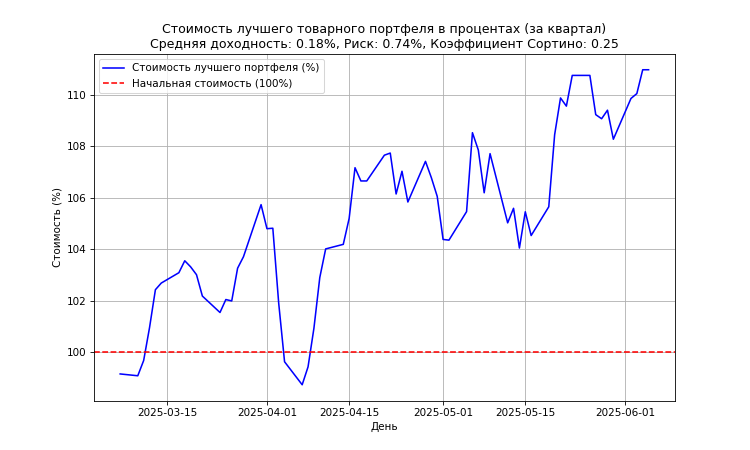 Стоимость лучшего товарного портфеля в процентах (за квартал)
Средняя доходность: 0.18%, Риск: 0.74%, Коэффициент Сортино: 0.25
Стоимость лучшего портфеля (%)
Начальная стоимость (100%)
Стоимость (%)
110
108
106
104
102
100
2025-03-15
2025-04-01
2025-04-15
2025-05-01
2025-05-15
2025-06-01
День